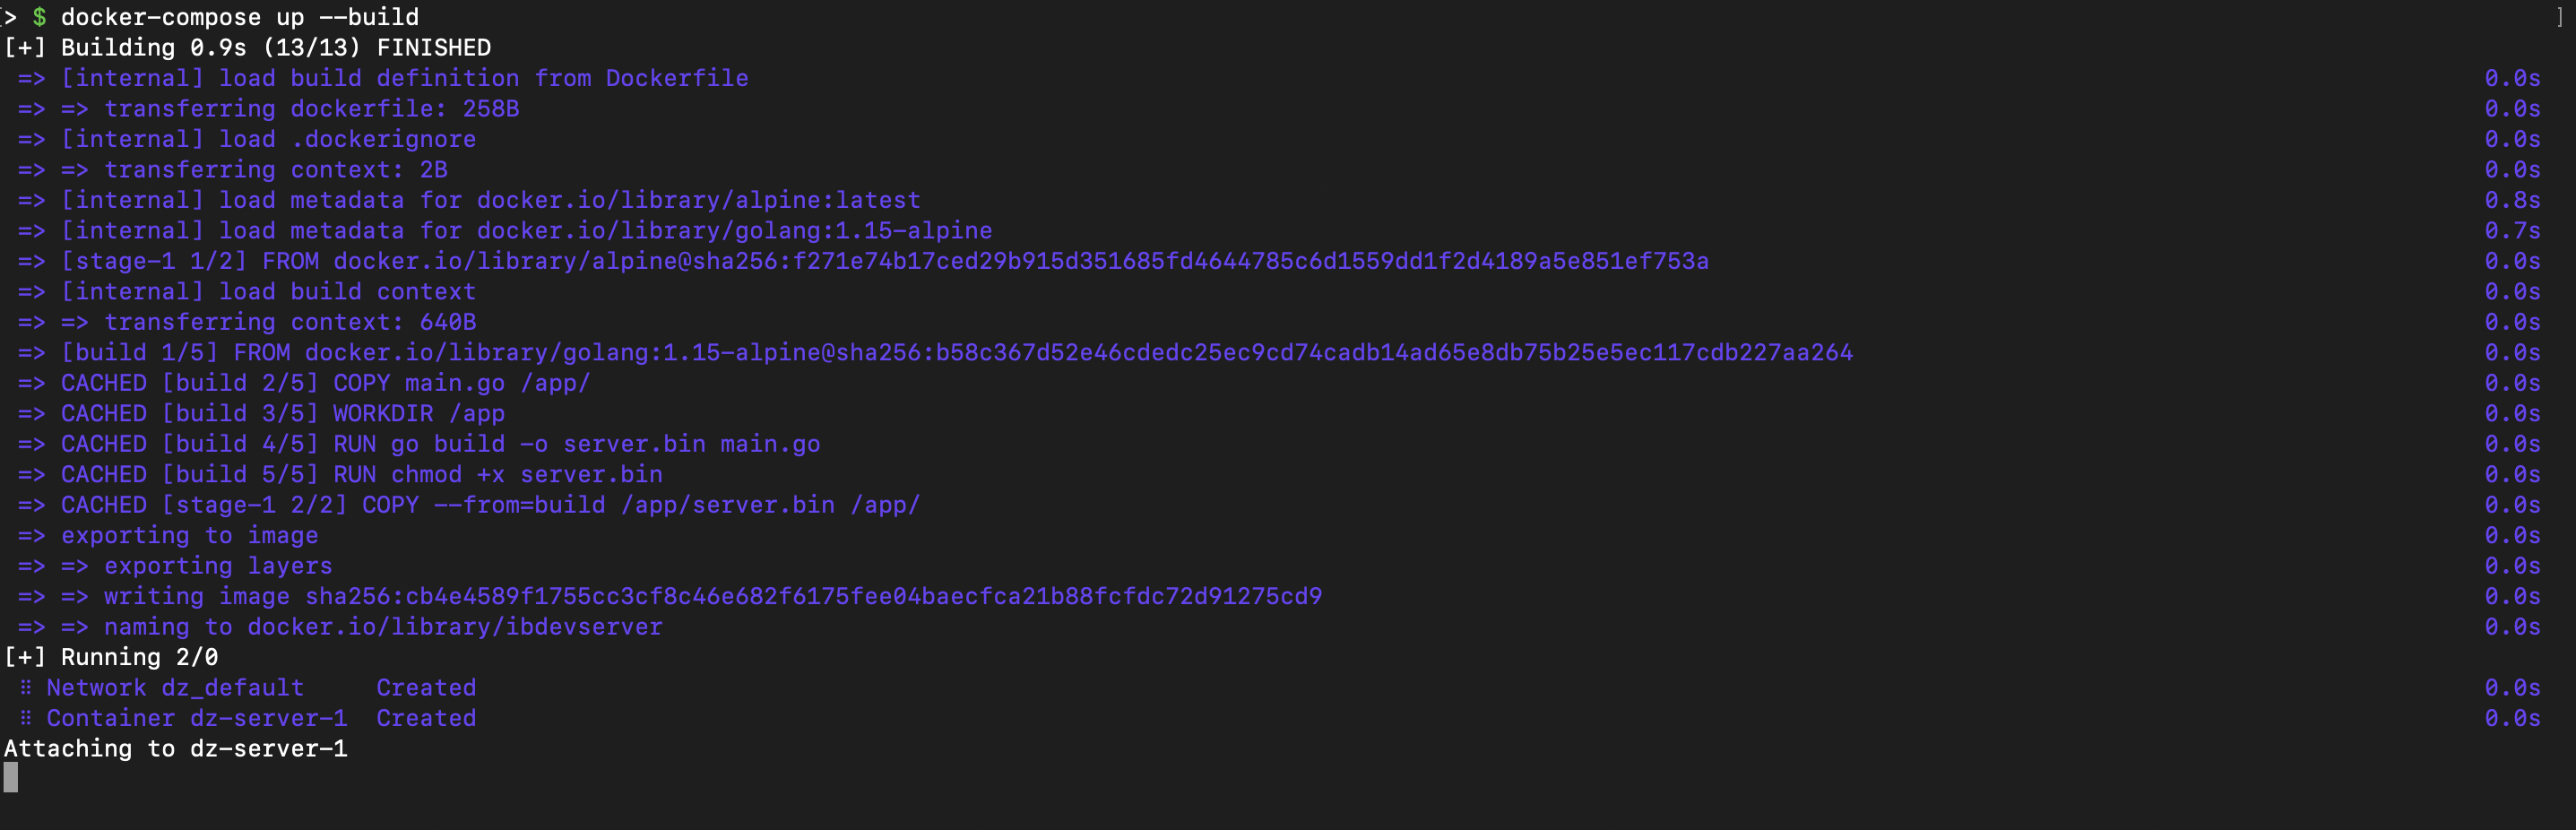 > $ docker-compose up --build ]
[+] Building 0.9s (13/13) FINISHED
=> [internal] load build definition from Dockerfile 0.0s
=> => transferring dockerfile: 258B 0.0s
=> [internal] load .dockerignore 0.0s
=> => transferring context: 2B 0.0s
=> [internal] load metadata for docker.io/library/alpine:latest 0.8s
=> [internal] load metadata for docker.io/library/golang:1.15-alpine 0.7s
=> [stage-1 1/2] FROM docker.io/library/alpine@sha256:f271e74b17ced29b915d351685fd4644785c6d1559dd1f2d4189a5e851ef753a 0.0s
=> [internal] load build context 0.0s
=> => transferring context: 640B 0.0s
=> [build 1/5] FROM docker.io/library/golang:1.15-alpine@sha256:b58c367d52e46cdedc25ec9cd74cadb14ad65e8db75b25e5ec117cdb227aa264 0.0s
=> CACHED [build 2/5] COPY main.go /app/ 0.0s
=> CACHED [build 3/5] WORKDIR /app 0.0s
=> CACHED [build 4/5] RUN go build -o server.bin main.go 0.0s
=> CACHED [build 5/5] RUN chmod +x server.bin 0.0s
=> CACHED [stage-1 2/2] COPY --from=build /app/server.bin /app/ 0.0s
=> exporting to image 0.0s
=> => exporting layers 0.0s
=> => writing image sha256:cb4e4589f1755cc3cf8c46e682f6175fee04baecfca21b88fcfdc72d91275cd9 0.0s
=> => naming to docker.io/library/ibdevserver 0.0s
[+] Running 2/0
⠿ Network dz_default Created 0.0s
⠿ Container dz-server-1 Created 0.0s
Attaching to dz-server-1